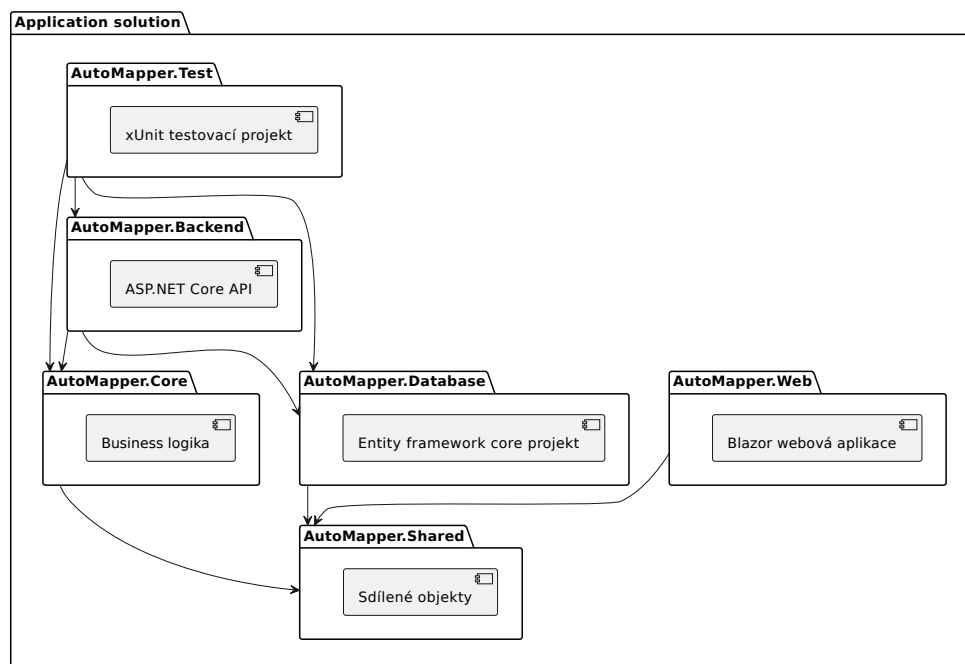 Application solution
AutoMapper.Test
xUnit testovací projekt
AutoMapper.Backend
ASP.NET Core API
AutoMapper.Core
Business logika
AutoMapper.Database
Entity framework core projekt
AutoMapper.Web
Blazor webová aplikace
AutoMapper.Shared
Sdílené objekty